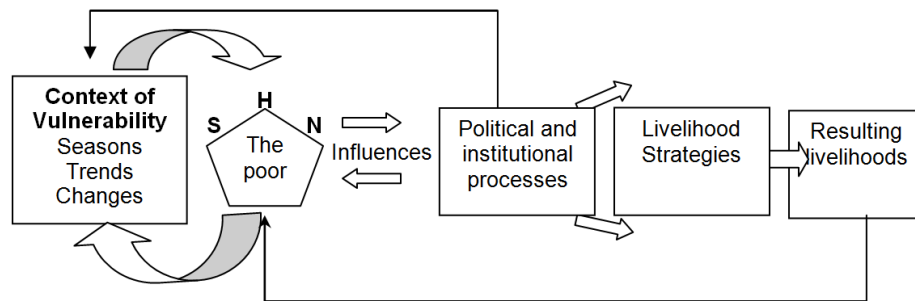 Context of
Vulnerability
Seasons
Trends
Changes
H
S
N
The
poor
Influences
Political and
institutional
processes
Livelihood
Strategies
Resulting
livelihoods